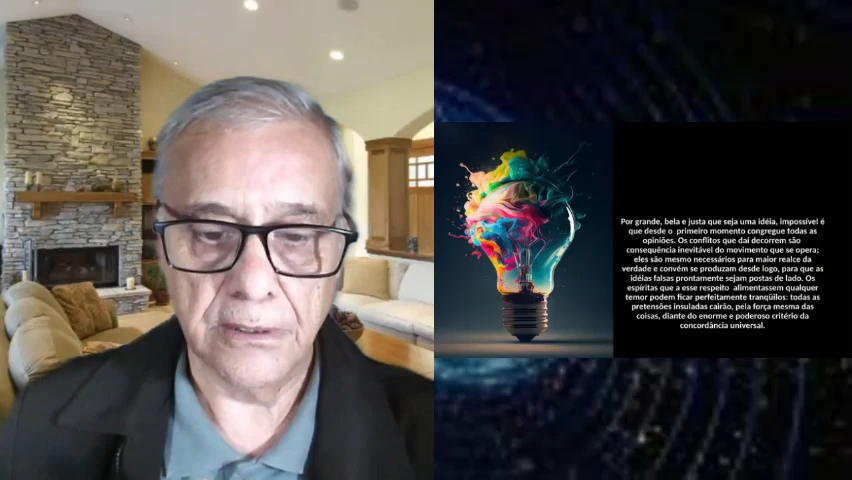 Por grande, bela e justa que seja uma idéia, impossível é
que desde o primeiro momento congregue todas as
opiniões. Os conflitos que daí decorrem são
consequência inevitável do movimento que se opera;
eles são mesmo necessários para maior realce da
verdade e convém se produzam desde logo, para que as
idéias falsas prontamente sejam postas de lado. Os
espíritas que a esse respeito alimentassem qualquer
temor podem ficar perfeitamente tranqüilos: todas as
pretensões insuladas cairão, pela força mesma das
coisas, diante do enorme e poderoso critério da
concordância universal.